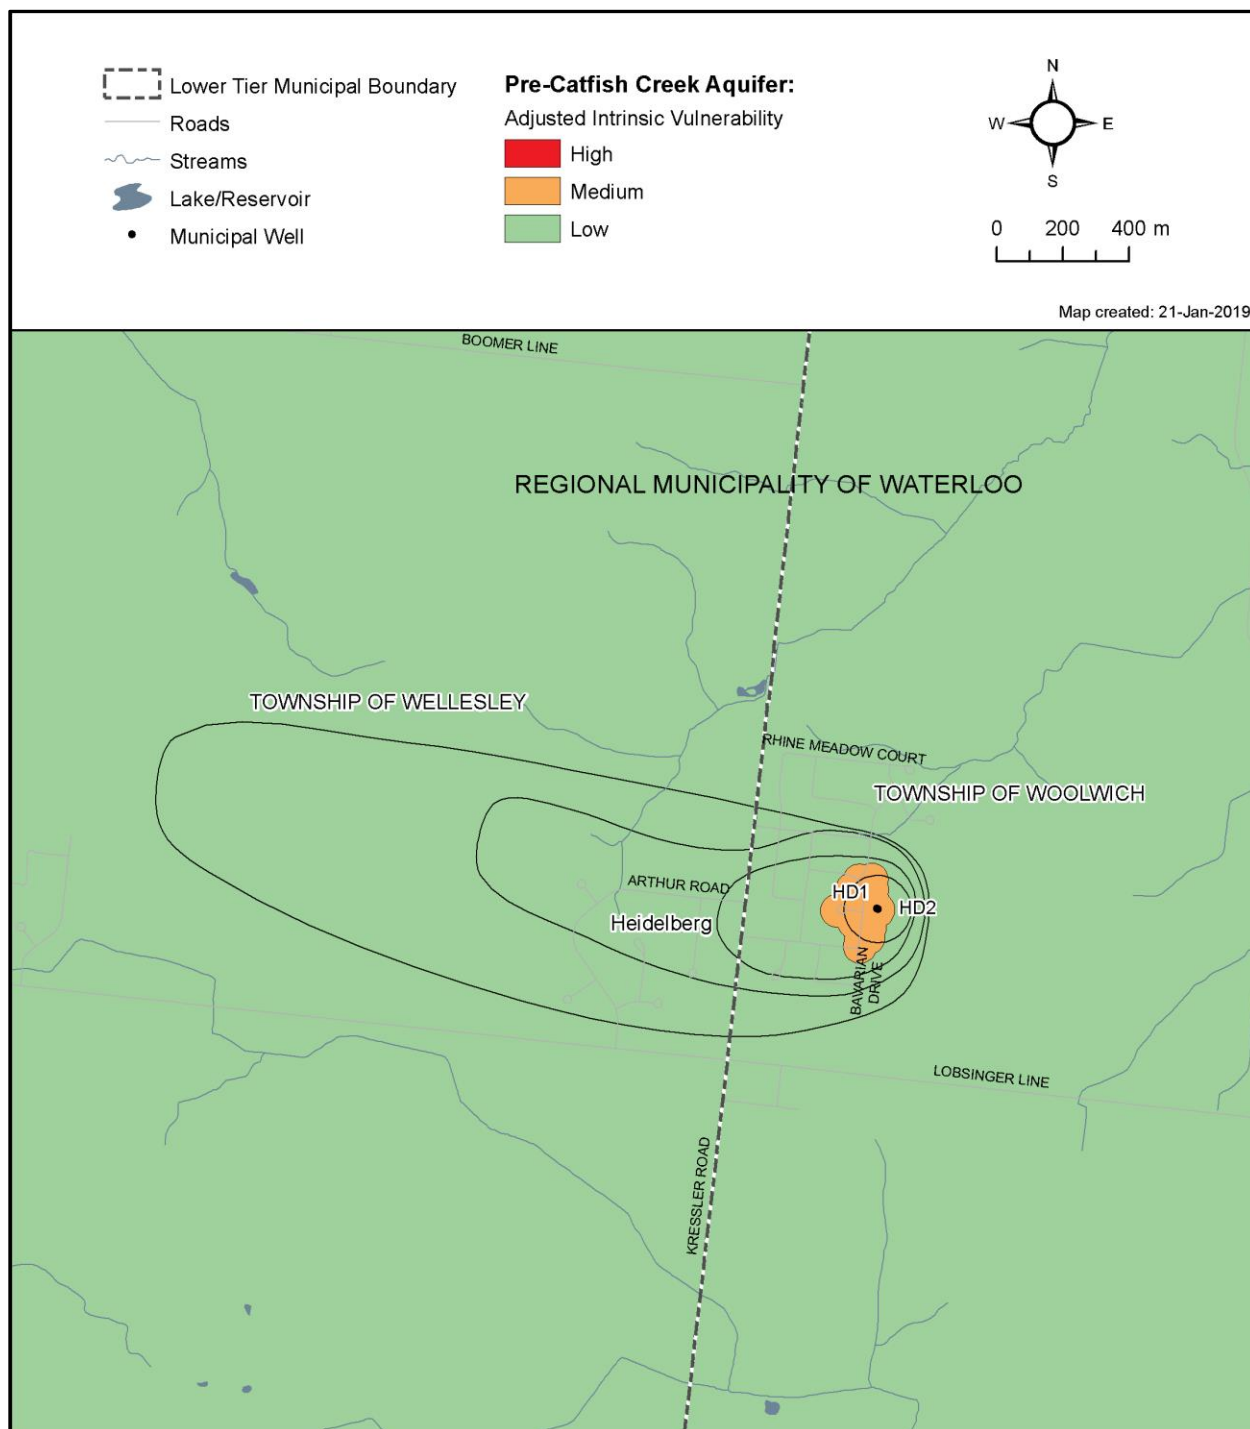 Lower Tier Municipal Boundary
Roads
Streams
Lake/Reservoir
Municipal Well
Pre-Catfish Creek Aquifer:
Adjusted Intrinsic Vulnerability
High
Medium
Low
N
W E
S
0 200 400 m
Map created: 21-Jan-2019
BOOMER LINE
REGIONAL MUNICIPALITY OF WATERLOO
TOWNSHIP OF WELLESLEY
RHINE MEADOW COURT
TOWNSHIP OF WOOLWICH
ARTHUR ROAD
HD1
HD2
Heidelberg
BAVARIAN
DRIVE
LOBSINGER LINE
KRESSLER ROAD